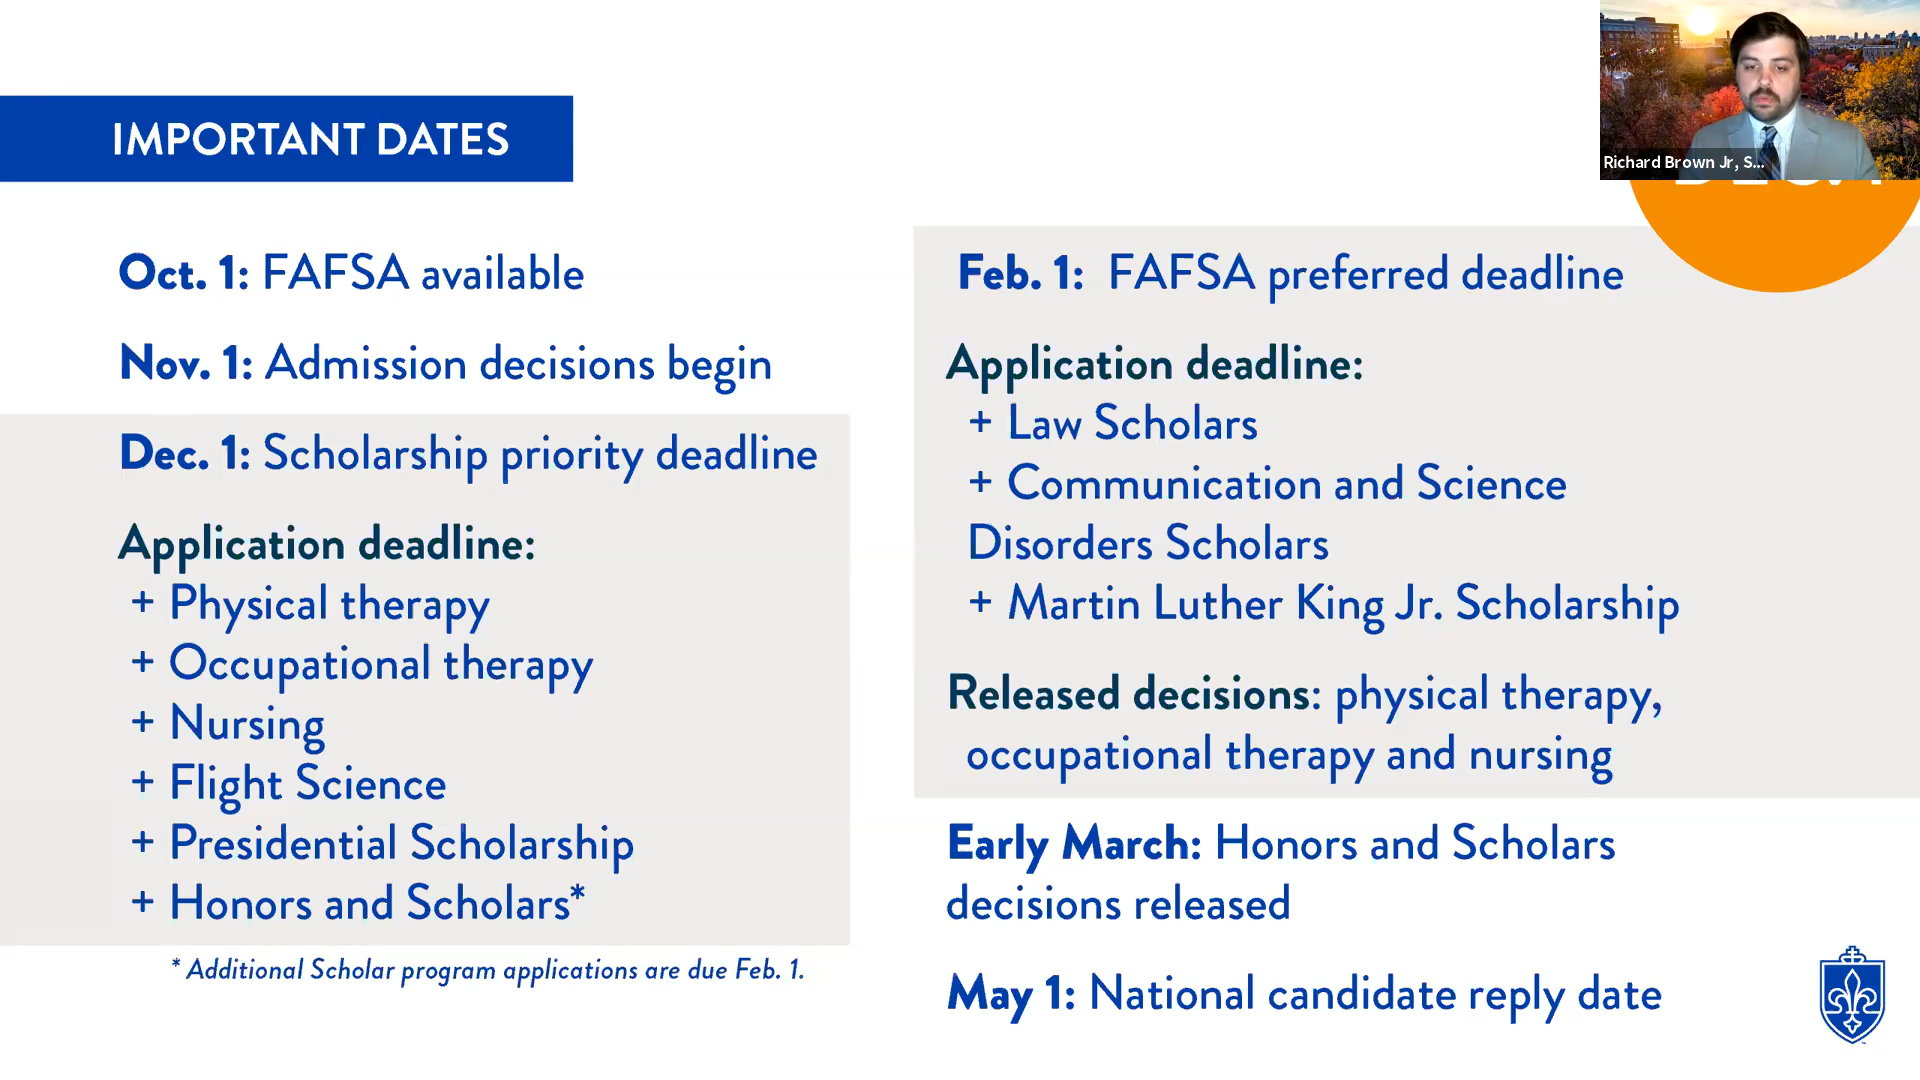 IMPORTANT DATES
Oct. 1: FAFSA available
Nov. 1: Admission decisions begin
Dec. 1: Scholarship priority deadline
Application deadline:
+ Physical therapy
+ Occupational therapy
+ Nursing
+ Flight Science
+ Presidential Scholarship
+ Honors and Scholars*
* Additional Scholar program applications are due Feb. 1.
Feb. 1: FAFSA preferred deadline
Application deadline:
+ Law Scholars
+ Communication and Science
Disorders Scholars
+ Martin Luther King Jr. Scholarship
Released decisions: physical therapy,
occupational therapy and nursing
Early March: Honors and Scholars
decisions released
May 1: National candidate reply date
Richard Brown Jr, S...